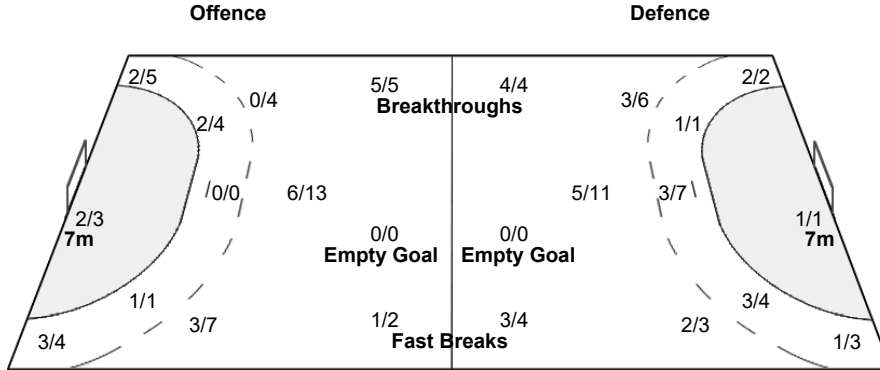 Offence Defence
2/5 5/5 4/4 2/2
0/4 Breakthroughs 3/6
2/4 1/1
0/0 6/13 5/11 3/7
2/3 1/1
7m 0/0 0/0 7m
Empty Goal Empty Goal
1/1 3/4
3/7 1/2 3/4 2/3
3/4 Fast Breaks 1/3